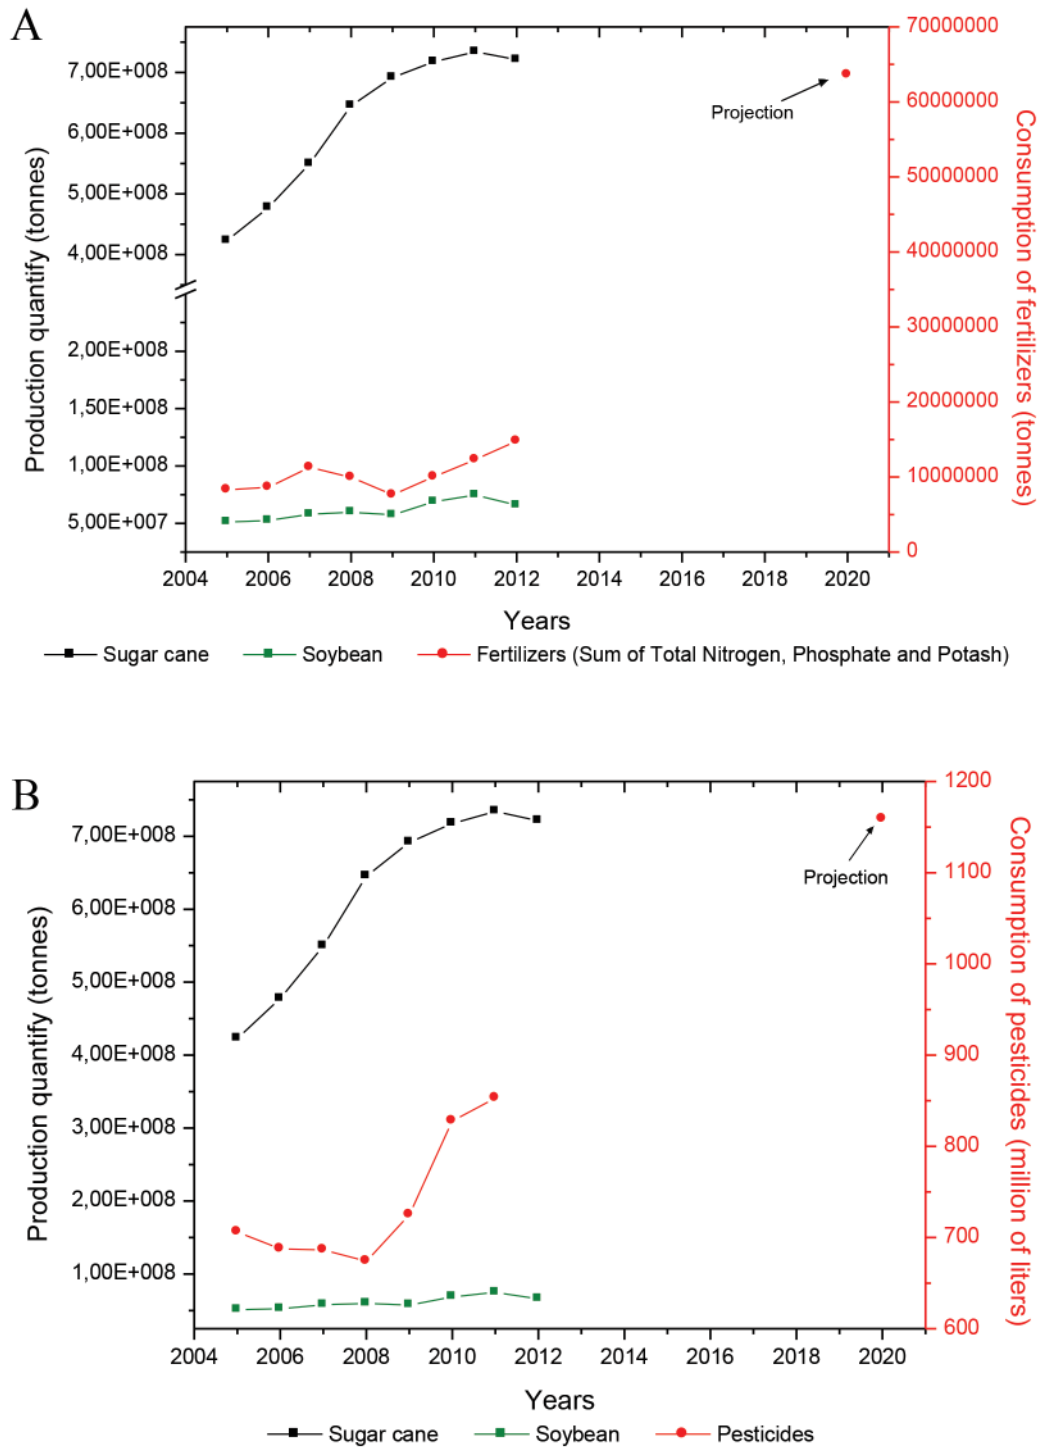 A
7,00E+008
6,00E+008
5,00E+008
4,00E+008
2,00E+008
1,50E+008
1,00E+008
5,00E+007
Production quantify (tonnes)
70000000
60000000
50000000
40000000
30000000
20000000
10000000
0
Consumption of fertilizers (tonnes)
Projection
2004 2006 2008 2010 2012 2014 2016 2018 2020
Years
Sugar cane Soybean Fertilizers (Sum of Total Nitrogen, Phosphate and Potash)
B
7,00E+008
6,00E+008
5,00E+008
4,00E+008
3,00E+008
2,00E+008
1,00E+008
Production quantify (tonnes)
1200
1100
1000
900
800
700
600
Consumption of pesticides (million of liters)
Projection
2004 2006 2008 2010 2012 2014 2016 2018 2020
Years
Sugar cane Soybean Pesticides